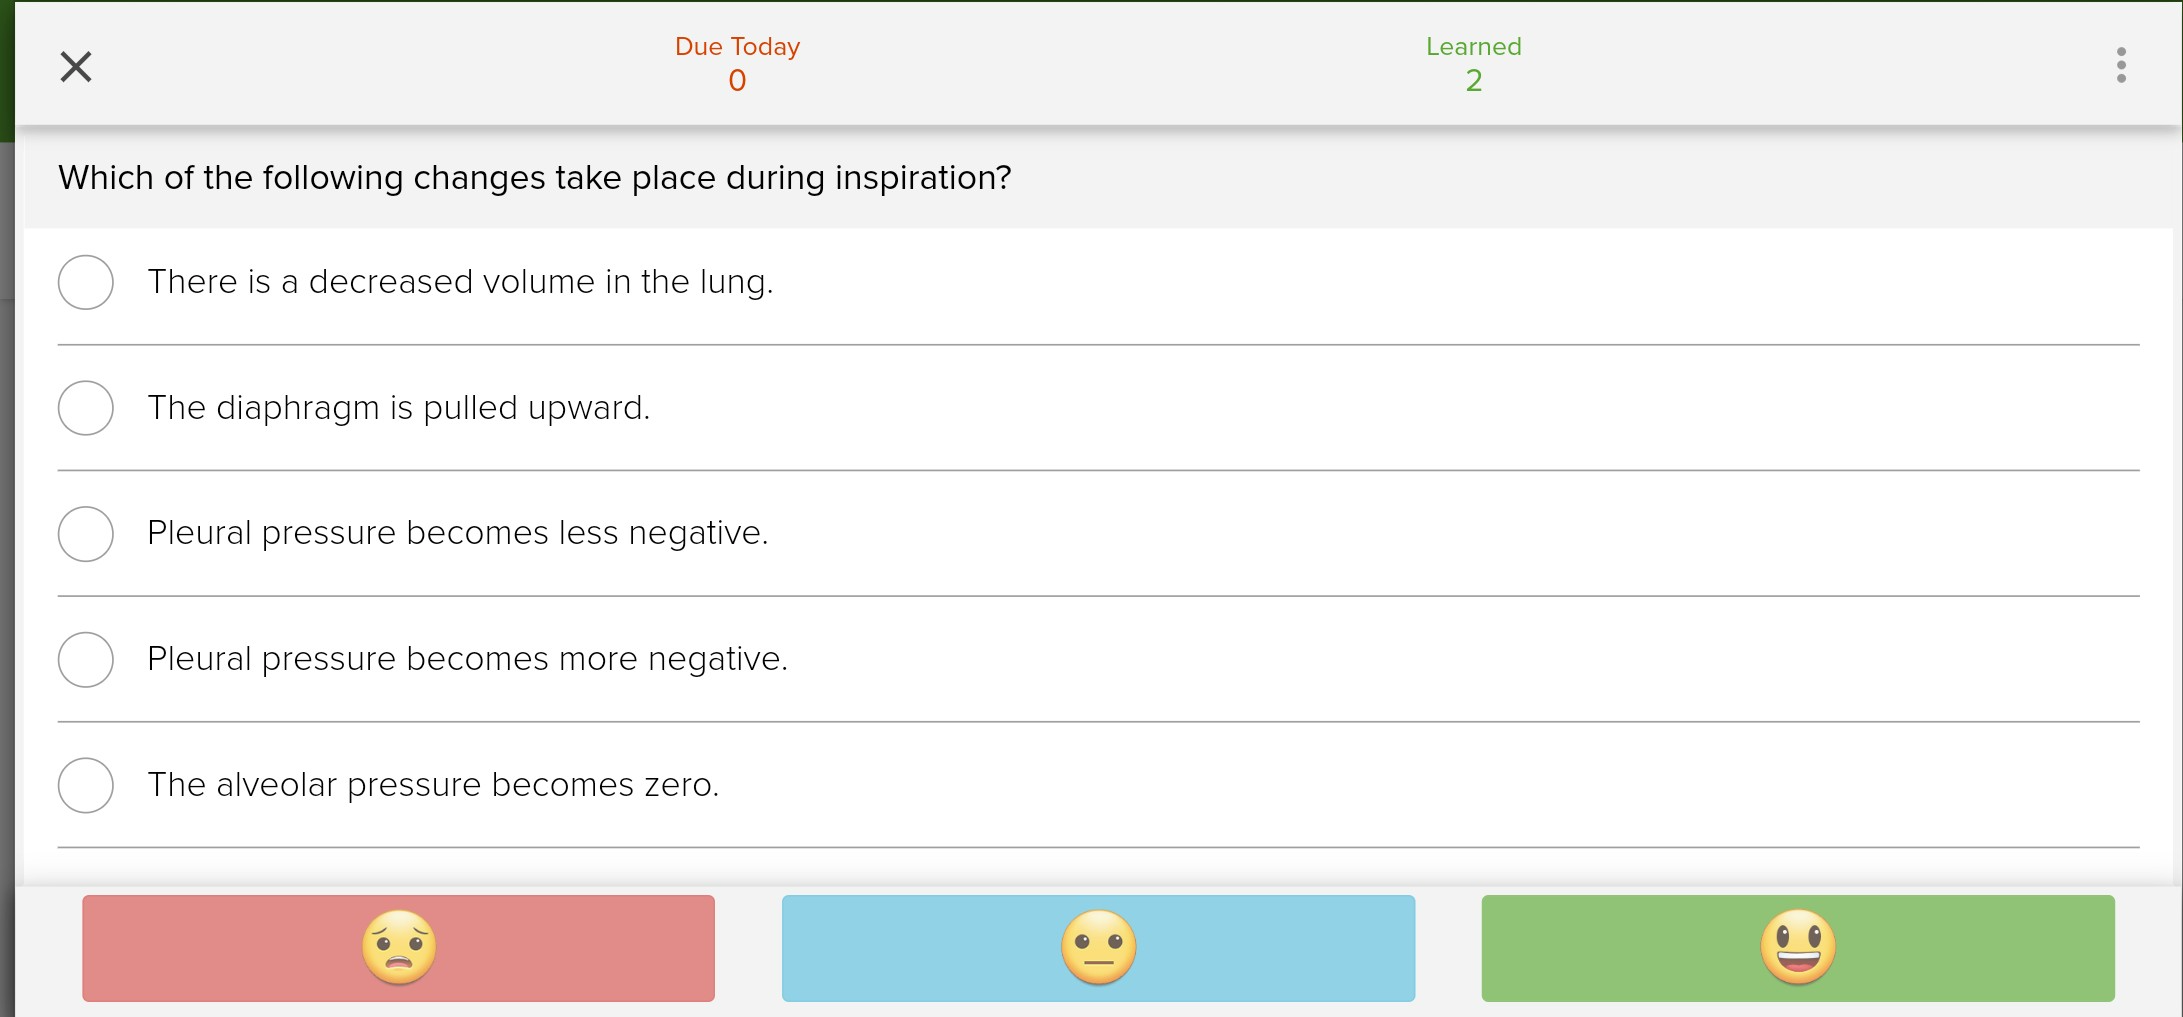 Due Today
0
Learned
2
Which of the following changes take place during inspiration?
There is a decreased volume in the lung.
The diaphragm is pulled upward.
Pleural pressure becomes less negative.
Pleural pressure becomes more negative.
The alveolar pressure becomes zero.